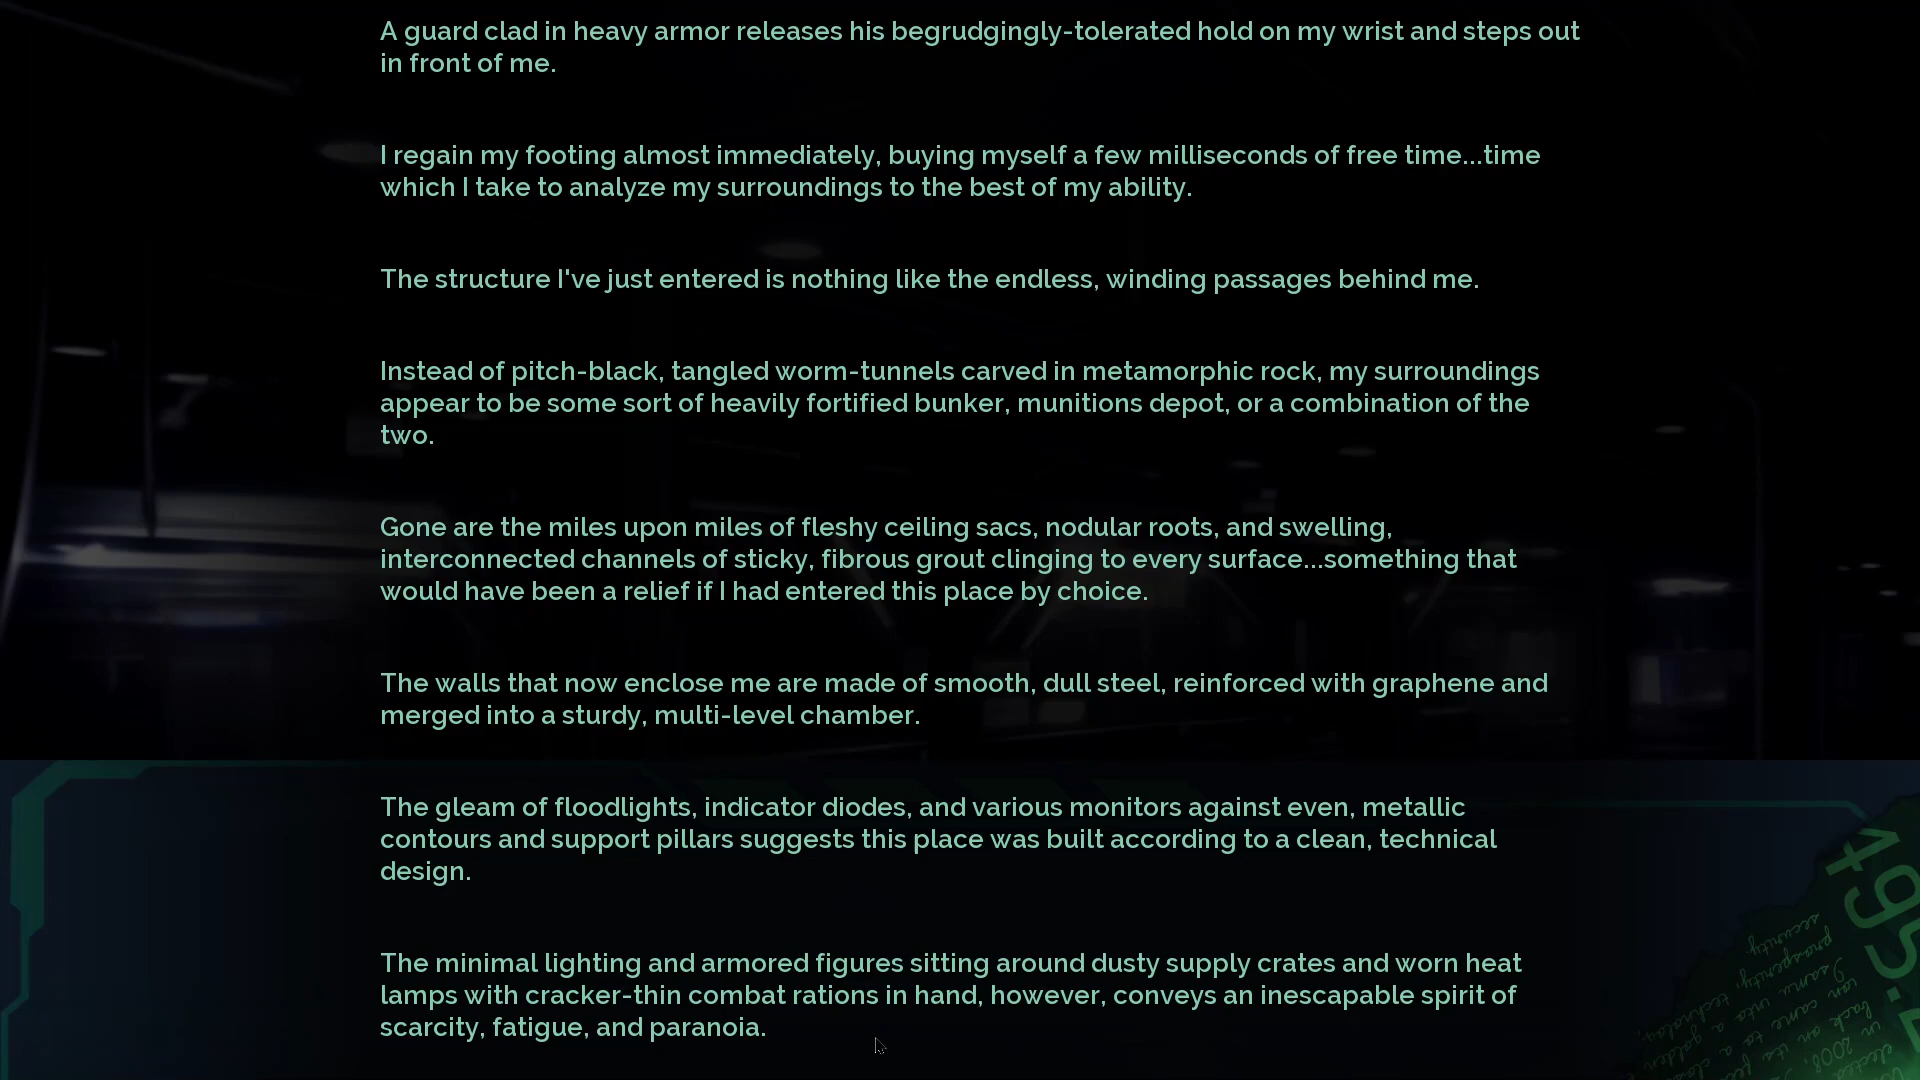 A guard clad in heavy armor releases his begrudgingly-tolerated hold on my wrist and steps out
in front of me.
I regain my footing almost immediately, buying myself a few milliseconds of free time...time
which I take to analyze my surroundings to the best of my ability.
The structure I've just entered is nothing like the endless, winding passages behind me.
Instead of pitch-black, tangled worm-tunnels carved in metamorphic rock, my surroundings
appear to be some sort of heavily fortified bunker, munitions depot, or a combination of the
two.
Gone are the miles upon miles of fleshy ceiling sacs, nodular roots, and swelling,
interconnected channels of sticky, fibrous grout clinging to every surface...something that
would have been a relief if I had entered this place by choice.
The walls that now enclose me are made of smooth, dull steel, reinforced with graphene and
merged into a sturdy, multi-level chamber.
The gleam of floodlights, indicator diodes, and various monitors against even, metallic
contours and support pillars suggests this place was built according to a clean, technical
design.
The minimal lighting and armored figures sitting around dusty supply crates and worn heat
lamps with cracker-thin combat rations in hand, however, conveys an inescapable spirit of
scarcity, fatigue, and paranoia.
195.
security
prosperity,
I came into a golden
2008,